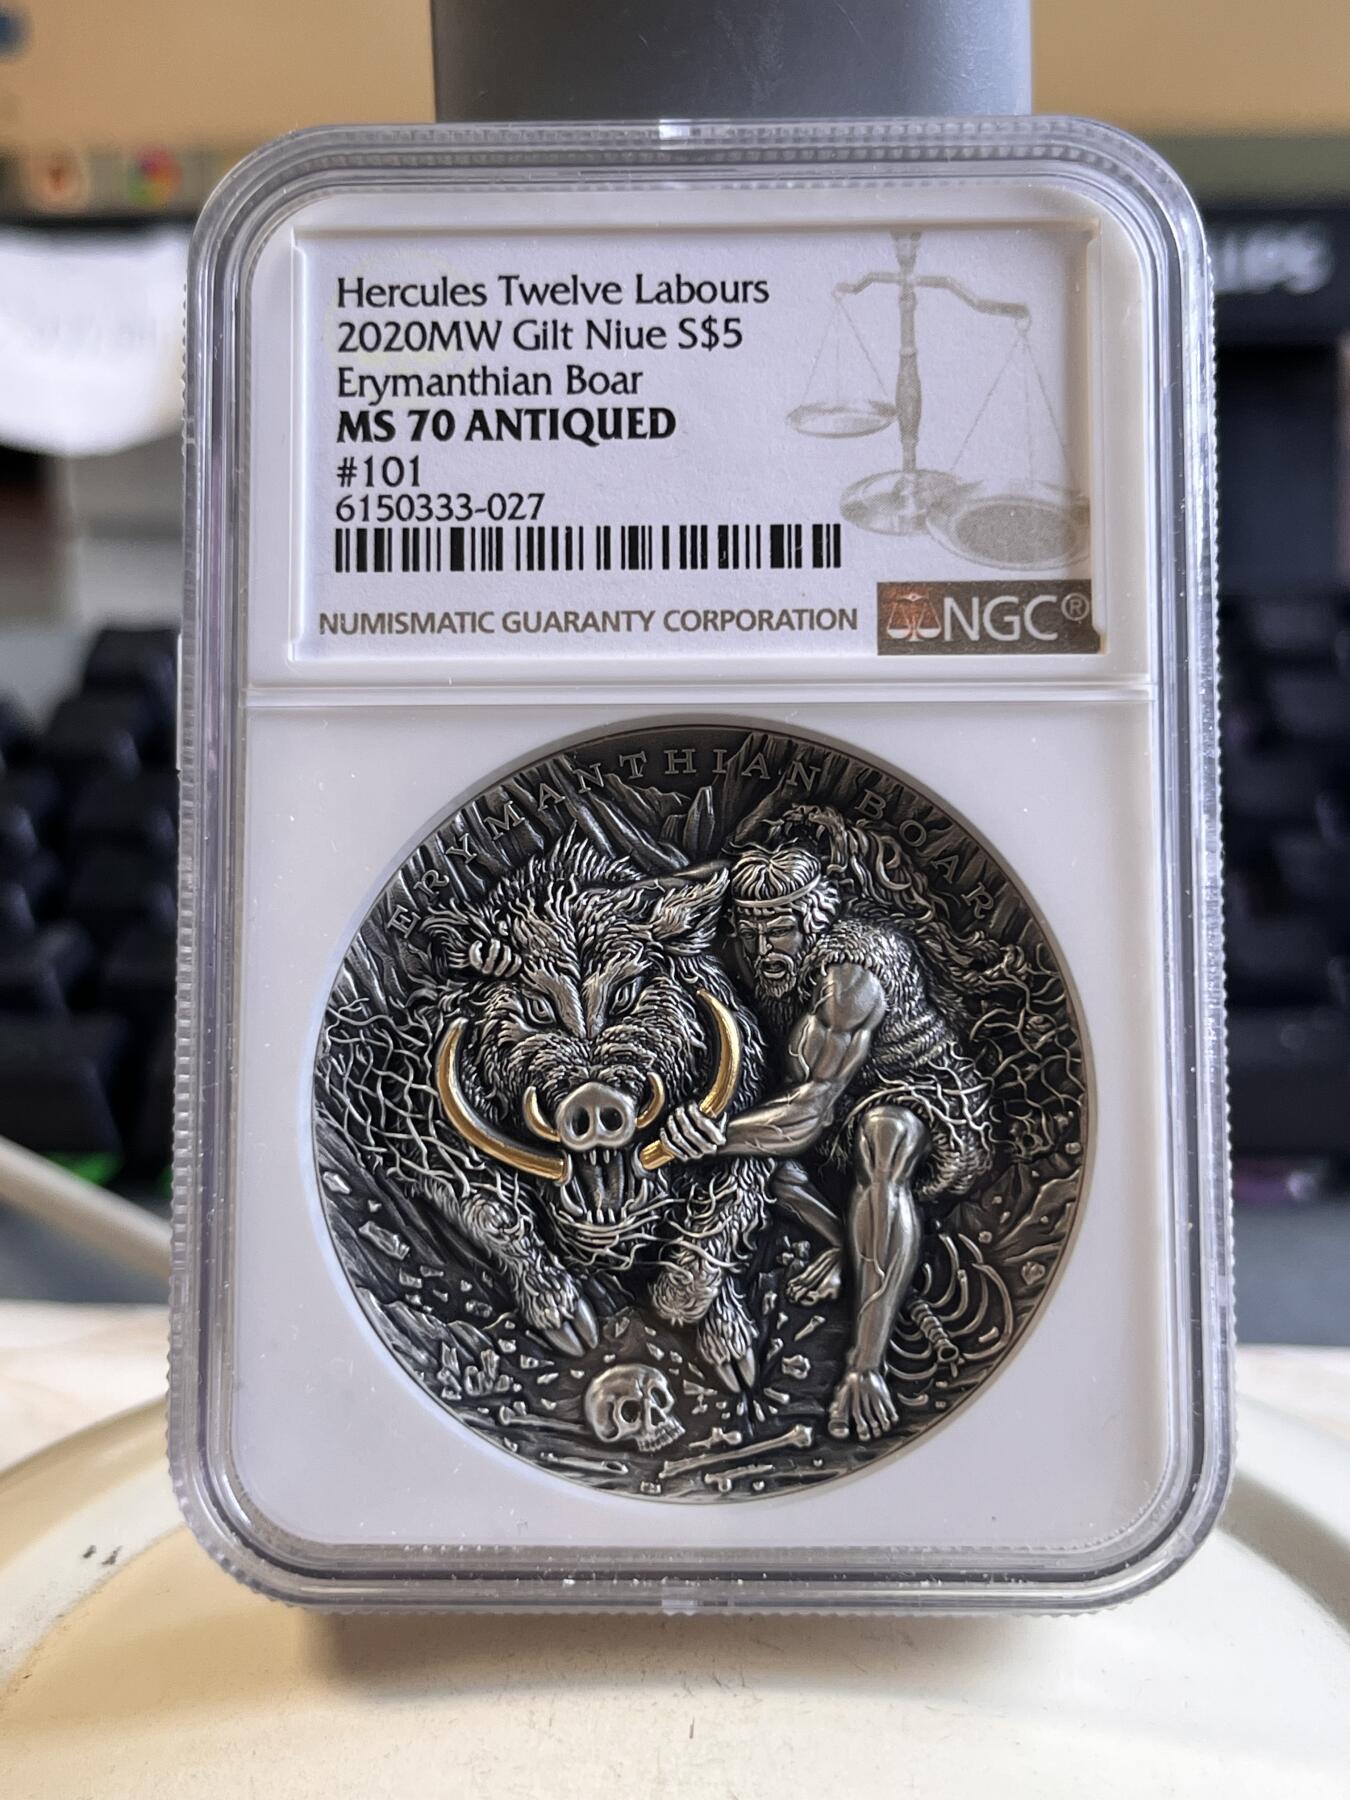 Hercules Twelve Labours
2020MW Gilt Niue S$5
Erymanthian Boar
MS 70 ANTIQUED
#101
6150333-027
NUMISMATIC GUARANTY CORPORATION
NGC®
ERYMANTHIAN BOAR